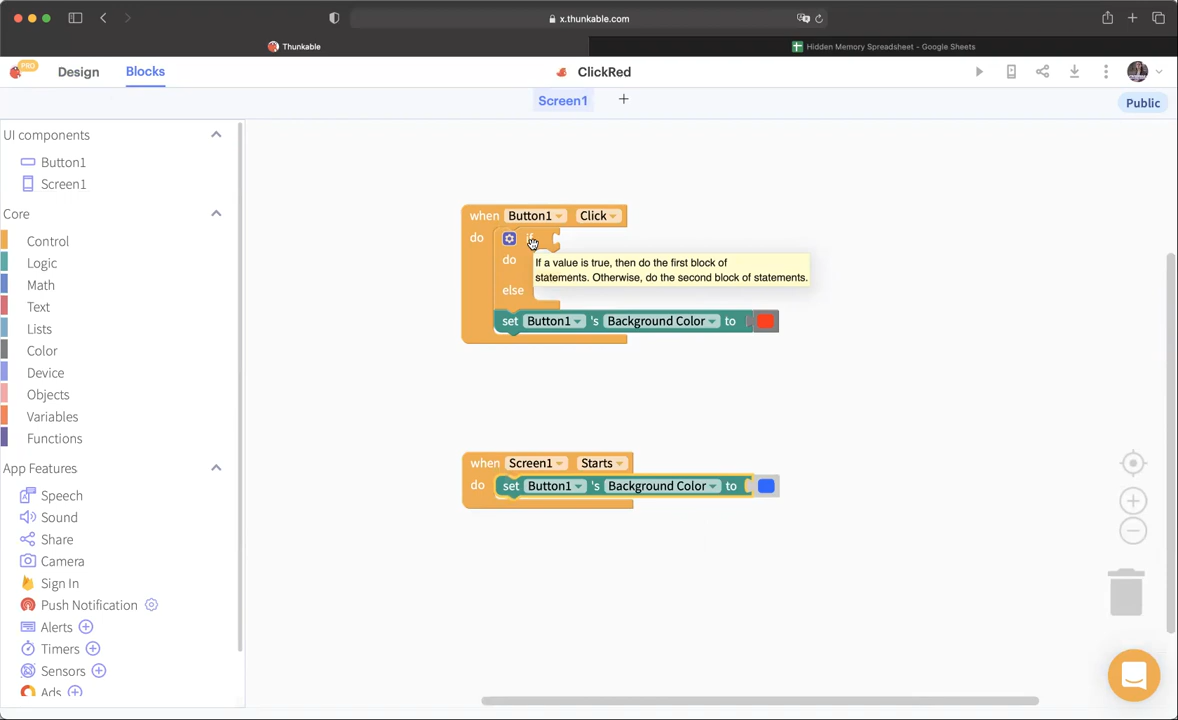 x.thunkable.com
Thunkable
Hidden Memory Spreadsheet - Google Sheets
PRO
Design
Blocks
ClickRed
Screen1
Public
UI components
Button1
Screen1
Core
Control
Logic
Math
Text
Lists
Color
Device
Objects
Variables
Functions
App Features
Speech
Sound
Share
Camera
Sign In
Push Notification
Alerts
Timers
Sensors
Ads
when Button1 Click
do if
do
else
If a value is true, then do the first block of
statements. Otherwise, do the second block of statements.
set Button1 's Background Color to
when Screen1 Starts
do set Button1 's Background Color to